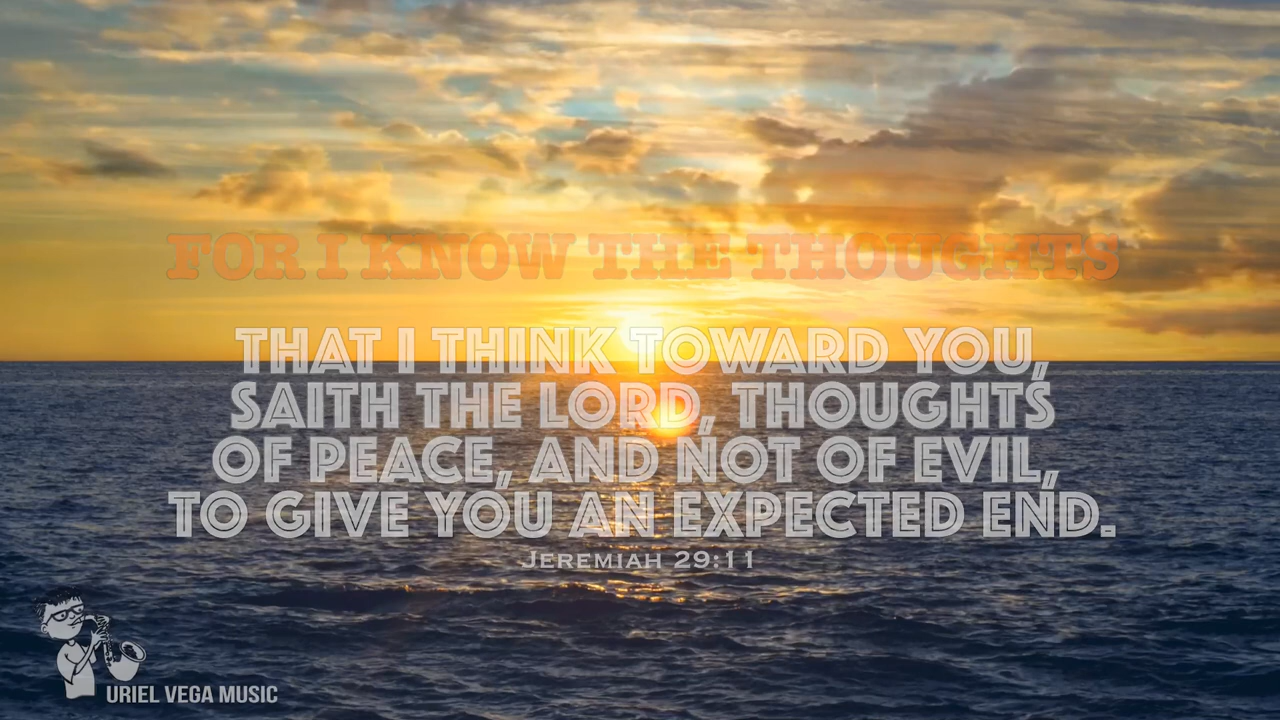 FOR I KNOW THE THOUGHTS
THAT I THINK TOWARD YOU,
SAITH THE LORD, THOUGHTS
OF PEACE, AND NOT OF EVIL,
TO GIVE YOU AN EXPECTED END.
JEREMIAH 29:11
URIEL VEGA MUSIC